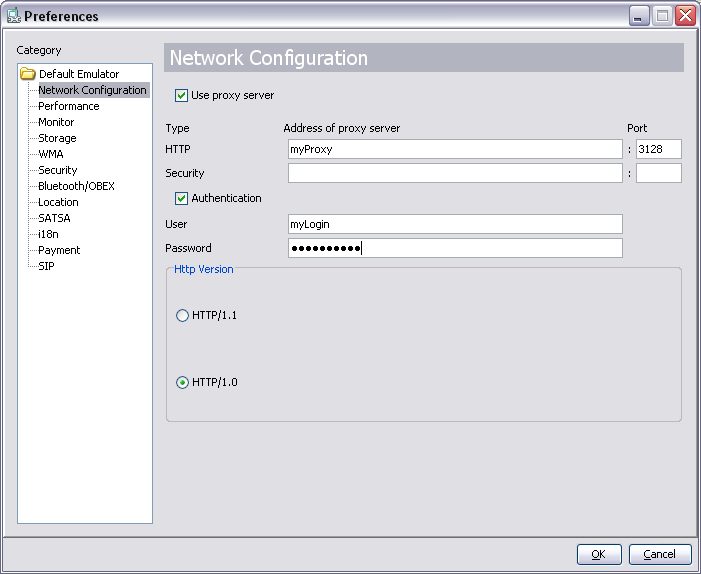 Preferences
Category
Default Emulator
Network Configuration
Performance
Monitor
Storage
WMA
Security
Bluetooth/OBEX
Location
SATSA
i18n
Payment
SIP
Network Configuration
Use proxy server
Type Address of proxy server Port
HTTP myProxy : 3128
Security :
Authentication
User myLogin
Password ●●●●●●●●●●
Http Version
HTTP/1.1
HTTP/1.0
OK Cancel